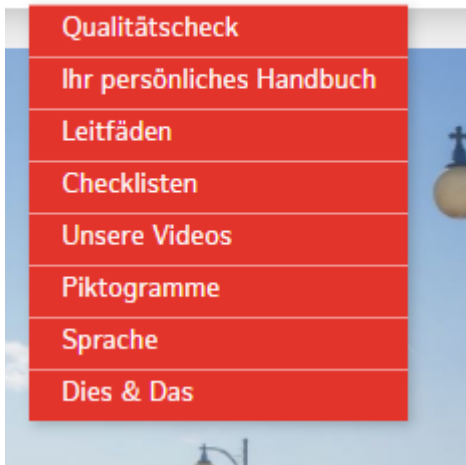 Qualitätscheck
Ihr persönliches Handbuch
Leitfäden
Checklisten
Unsere Videos
Piktogramme
Sprache
Dies & Das